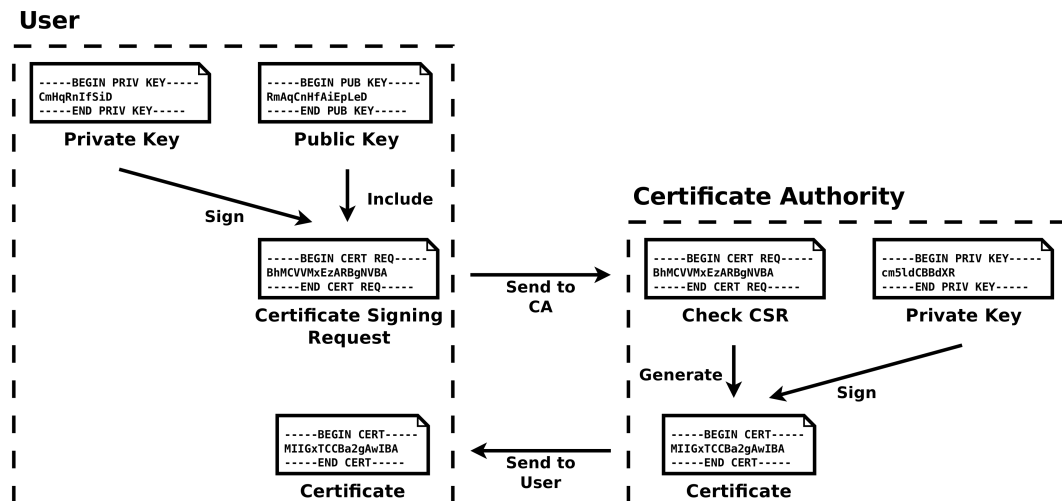 User
-----BEGIN PRIV KEY-----
CmHqRnIfSiD
-----END PRIV KEY-----
Private Key
-----BEGIN PUB KEY-----
RmAqCnHfAiEpLeD
-----END PUB KEY-----
Public Key
Sign
Include
-----BEGIN CERT REQ-----
BhMCVVMxEzARBgNVBA
-----END CERT REQ-----
Certificate Signing
Request
Send to
CA
Certificate Authority
-----BEGIN CERT REQ-----
BhMCVVMxEzARBgNVBA
-----END CERT REQ-----
Check CSR
-----BEGIN PRIV KEY-----
cm5ldCBBdXR
-----END PRIV KEY-----
Private Key
Generate
Sign
-----BEGIN CERT-----
MIIGxTCCBa2gAwIBA
-----END CERT-----
Certificate
Send to
User
-----BEGIN CERT-----
MIIGxTCCBa2gAwIBA
-----END CERT-----
Certificate